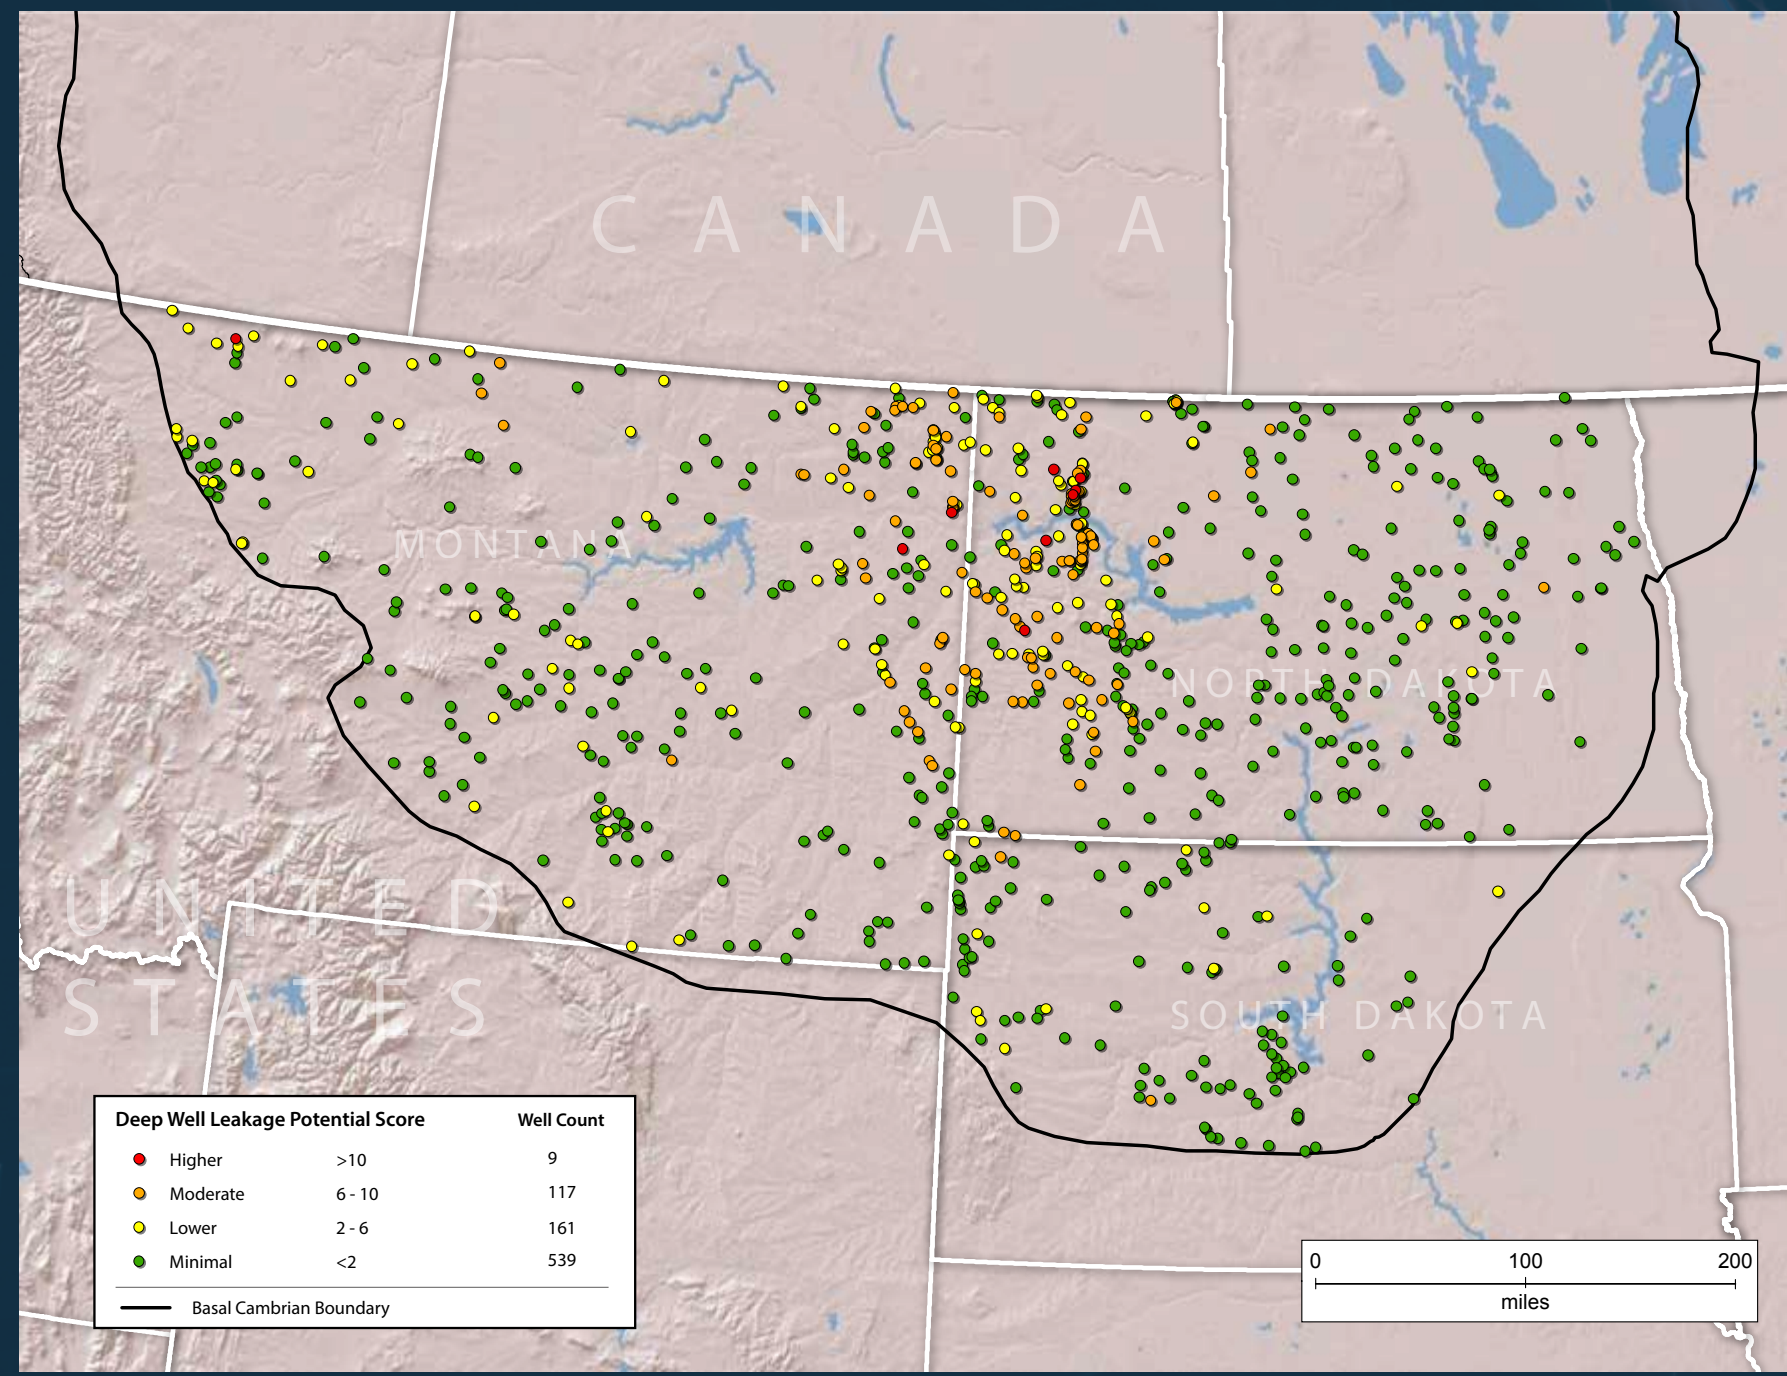 CANADA
MONTANA
NORTH DAKOTA
UNITED
STATES
SOUTH DAKOTA
Deep Well Leakage Potential Score Well Count
Higher >10 9
Moderate 6 - 10 117
Lower 2 - 6 161
Minimal <2 539
Basal Cambrian Boundary
0 100 200
miles